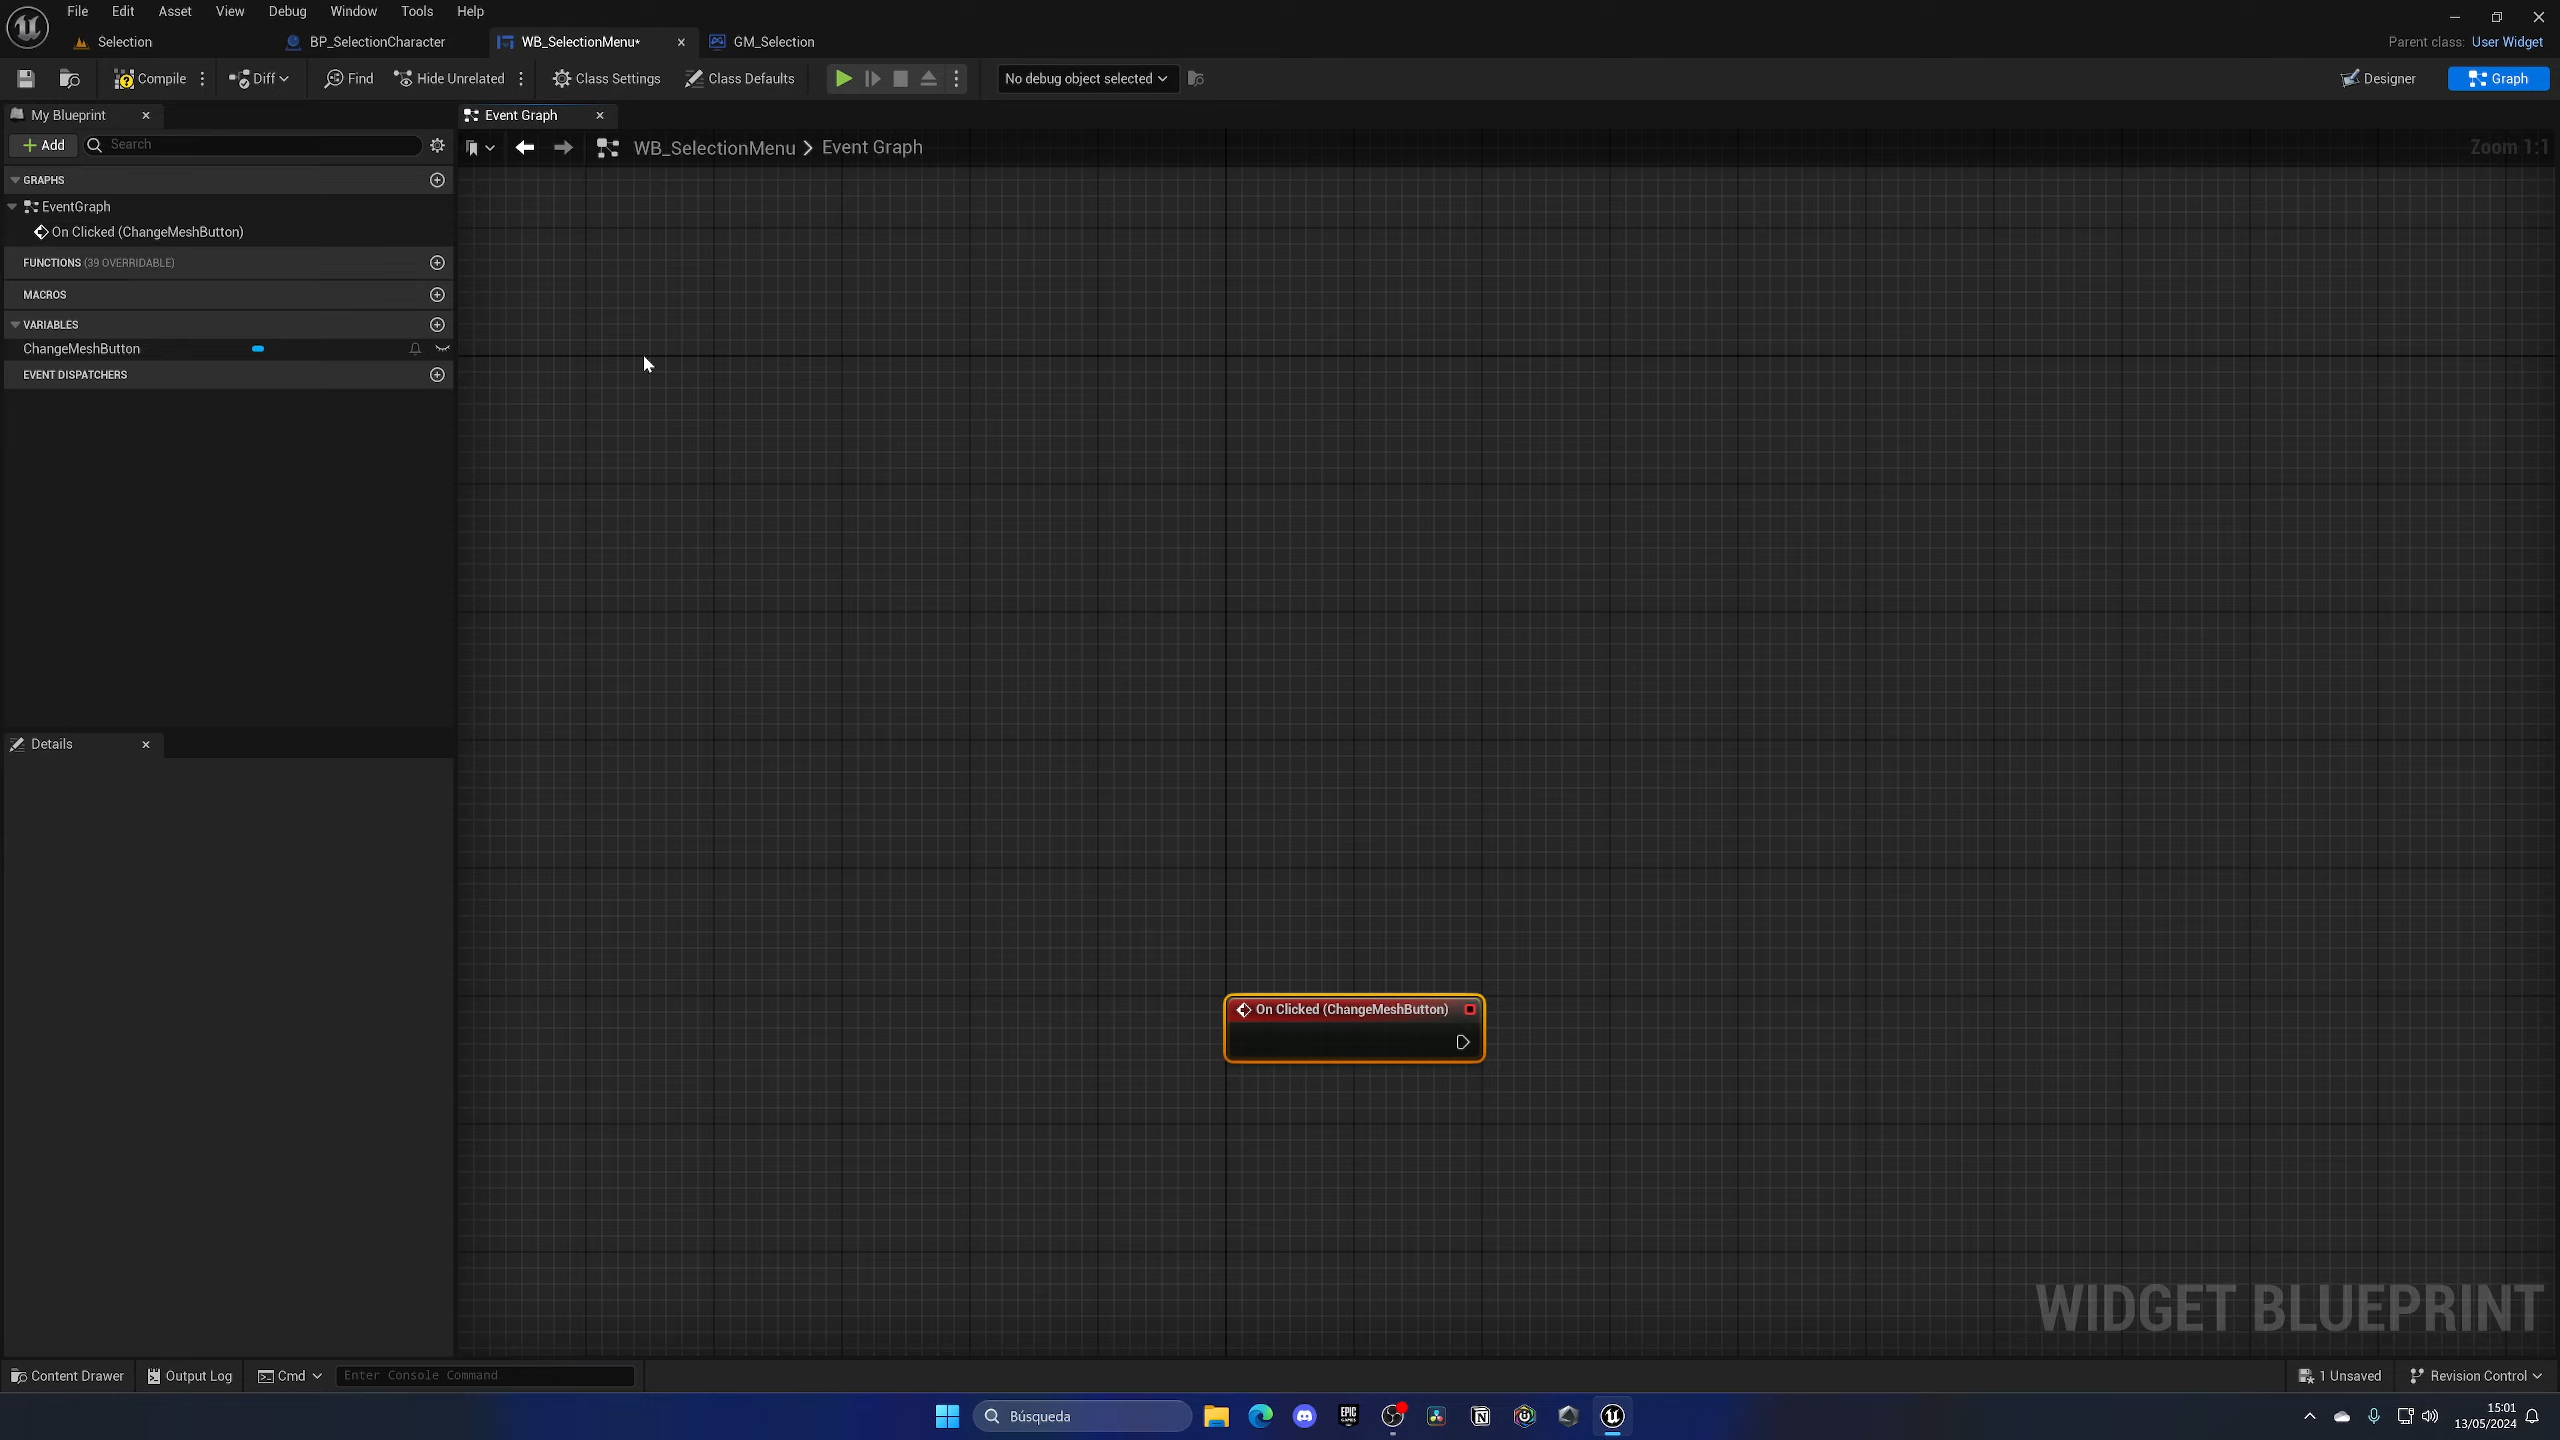 File Edit Asset View Debug Window Tools Help
Selection BP_SelectionCharacter WB_SelectionMenu* GM_Selection
Parent class: User Widget
Compile Diff Find Hide Unrelated Class Settings Class Defaults No debug object selected Designer Graph
My Blueprint Event Graph
Add Search WB_SelectionMenu > Event Graph Zoom 1:1
GRAPHS
EventGraph
On Clicked (ChangeMeshButton)
FUNCTIONS (39 OVERRIDABLE)
MACROS
VARIABLES
ChangeMeshButton
EVENT DISPATCHERS
Details
On Clicked (ChangeMeshButton)
WIDGET BLUEPRINT
Content Drawer Output Log Cmd Enter Console Command 1 Unsaved Revision Control
Búsqueda
EPIC GAMES
15:01
13/05/2024